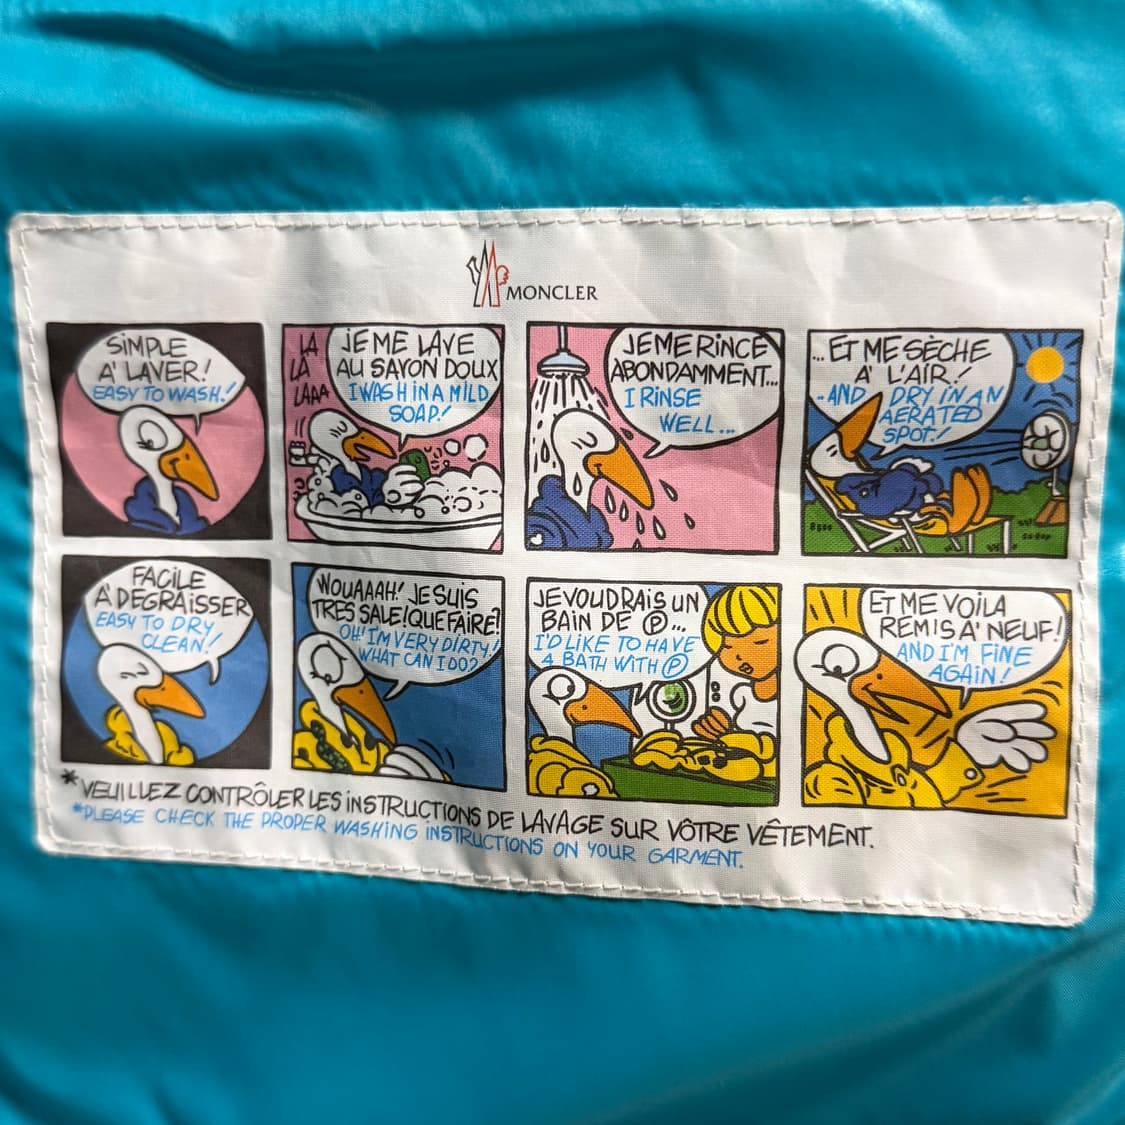 MONCLER
SIMPLE
A' LAVER!
EASY TO WASH!
LA
LA
LAAA
JE ME LAVE
AU SAVON DOUX
I WASH IN A MILD
SOAP!
JE ME RINCE
ABONDAMMENT...
I RINSE
WELL...
... ET ME SÈCHE
A' L'AIR!
- AND DRY IN AN
AERATED
SPOT!
FACILE
A' DEGRAISSER
EASY TO DRY
CLEAN!
WOUAAAH! JE SUIS
TRES SALE! QUE FAIRE?
OH! I'M VERY DIRTY!
WHAT CAN I DO?
JE VOUDRAIS UN
BAIN DE Ⓟ...
I'D LIKE TO HAVE
A BATH WITH Ⓟ
ET ME VOILA
REMIS A' NEUF!
AND I'M FINE
AGAIN!
* VEUILLEZ CONTRÔLER LES INSTRUCTIONS DE LAVAGE SUR VÔTRE VÊTEMENT.
*PLEASE CHECK THE PROPER WASHING INSTRUCTIONS ON YOUR GARMENT.